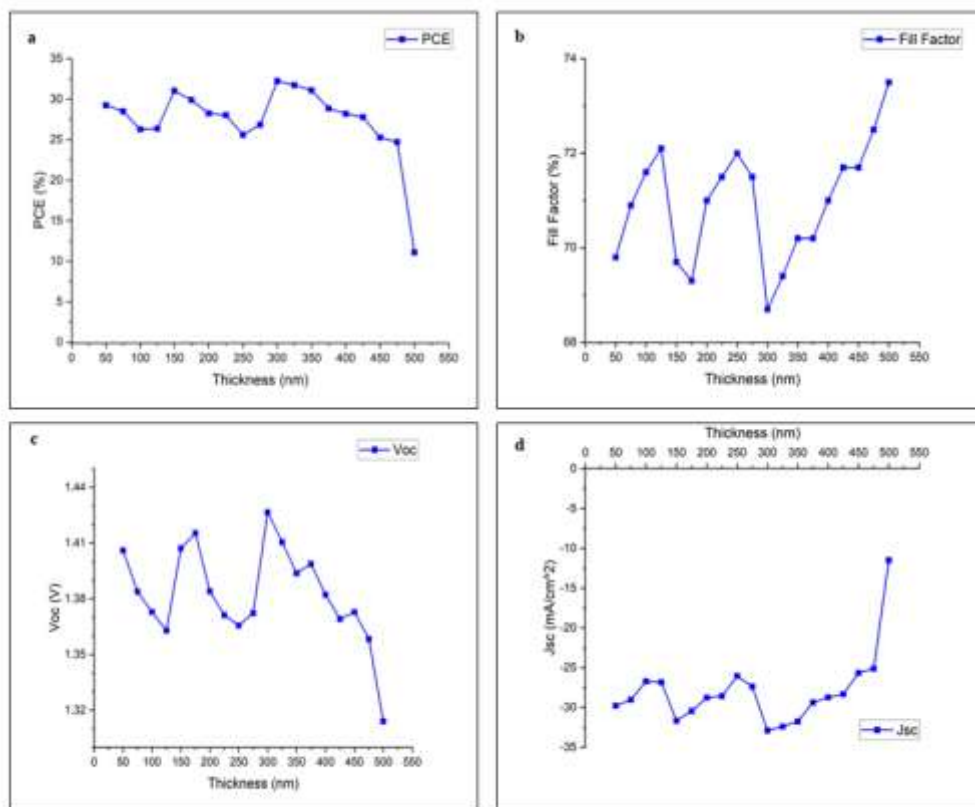 a
PCE
35
30
25
20
15
10
5
0
PCE (%)
0 50 100 150 200 250 300 350 400 450 500 550
Thickness (nm)
b
Fill Factor
74
72
70
68
Fill Factor (%)
0 50 100 150 200 250 300 350 400 450 500 550
Thickness (nm)
c
Voc
1.44
1.41
1.38
1.35
1.32
Voc (V)
0 50 100 150 200 250 300 350 400 450 500 550
Thickness (nm)
d
Thickness (nm)
0 50 100 150 200 250 300 350 400 450 500 550
0
-5
-10
-15
-20
-25
-30
-35
Jsc (mA/cm^2)
Jsc